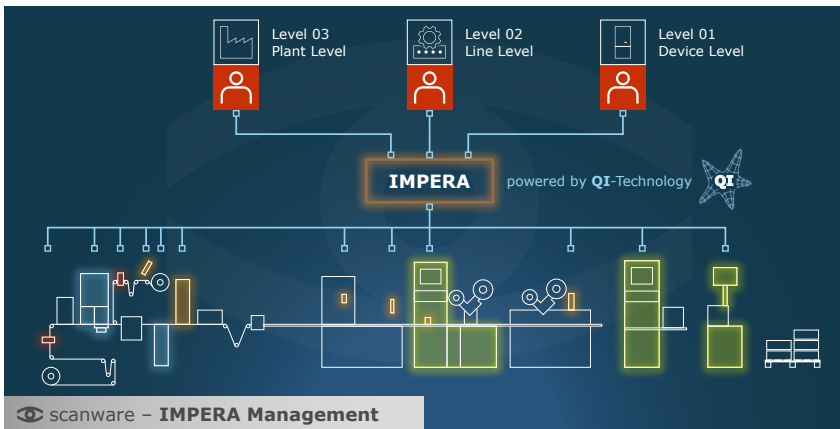 Level 03
Plant Level
Level 02
Line Level
Level 01
Device Level
IMPERA
powered by QI-Technology
QI
scanware – IMPERA Management